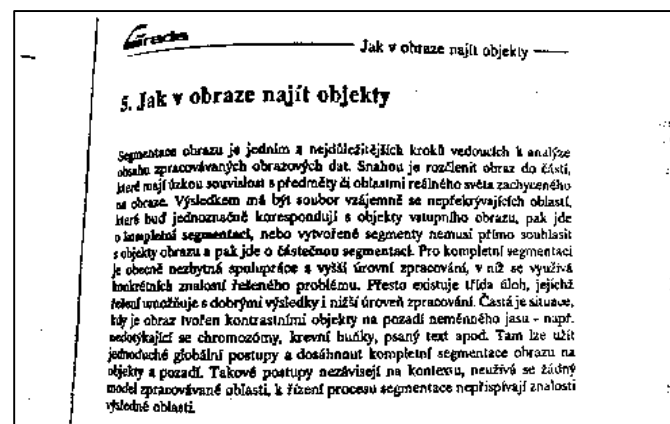 Grada
Jak v obraze najít objekty
5. Jak v obraze najít objekty
Segmentace obrazu je jedním z nejdůležitějších kroků vedoucích k analýze
obsahu zpracovávaných obrazových dat. Snahou je rozčlenit obraz do částí,
které mají úzkou souvislost s předměty či oblastmi reálného světa zachyceného
na obraze. Výsledkem má být soubor vzájemně se nepřekrývajících oblastí,
které buď jednoznačně korespondují s objekty vstupního obrazu, pak jde
o kompletní segmentaci, nebo vytvořené segmenty nemusí přímo souhlasit
s objekty obrazu a pak jde o částečnou segmentaci. Pro kompletní segmentaci
je obecně nezbytná spolupráce s vyšší úrovní zpracování, v níž se využívá
konkrétních znalostí řešeného problému. Přesto existuje třída úloh, jejichž
řešení umožňuje s dobrými výsledky i nižší úroveň zpracování. Častá je situace,
kdy je obraz tvořen kontrastními objekty na pozadí neměnného jasu - např.
nedotýkající se chromozómy, krevní buňky, psaný text apod. Tam lze užít
jednoduché globální postupy a dosáhnout kompletní segmentace obrazu na
objekty a pozadí. Takové postupy nezávisejí na kontextu, neužívá se žádný
model zpracovávané oblasti, k řízení procesu segmentace nepřispívají znalosti
výsledné oblasti.